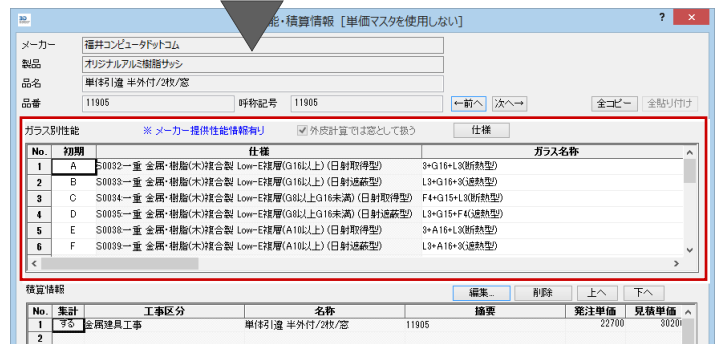 能・積算情報 [単価マスタを使用しない] ? ×
メーカー 福井コンピュータドットコム
製品 オリジナルアルミ樹脂サッシ
品名 単体引違 半外付/2枚/窓
品番 11905 呼称記号 11905 ←前へ 次へ→ 全コピー 全貼り付け
ガラス別性能 ※ メーカー提供性能情報有り 外皮計算では窓として扱う 仕様
No. 初期 仕様 ガラス名称
1 A S0032:一重 金属・樹脂(木)複合製 Low-E複層(G16以上) (日射取得型) 3+G16+L3(断熱型)
2 B S0033:一重 金属・樹脂(木)複合製 Low-E複層(G16以上) (日射遮蔽型) L3+G16+3(遮熱型)
3 C S0034:一重 金属・樹脂(木)複合製 Low-E複層(G8以上G16未満) (日射取得型) F4+G15+L3(断熱型)
4 D S0035:一重 金属・樹脂(木)複合製 Low-E複層(G8以上G16未満) (日射遮蔽型) L3+G15+F4(遮熱型)
5 E S0038:一重 金属・樹脂(木)複合製 Low-E複層(A10以上) (日射取得型) 3+A16+L3(断熱型)
6 F S0039:一重 金属・樹脂(木)複合製 Low-E複層(A10以上) (日射遮蔽型) L3+A16+3(遮熱型)
積算情報 編集... 削除 上へ 下へ
No. 集計 工事区分 名称 摘要 発注単価 見積単価
1 する 金属建具工事 単体引違 半外付/2枚/窓 11905 22700
2